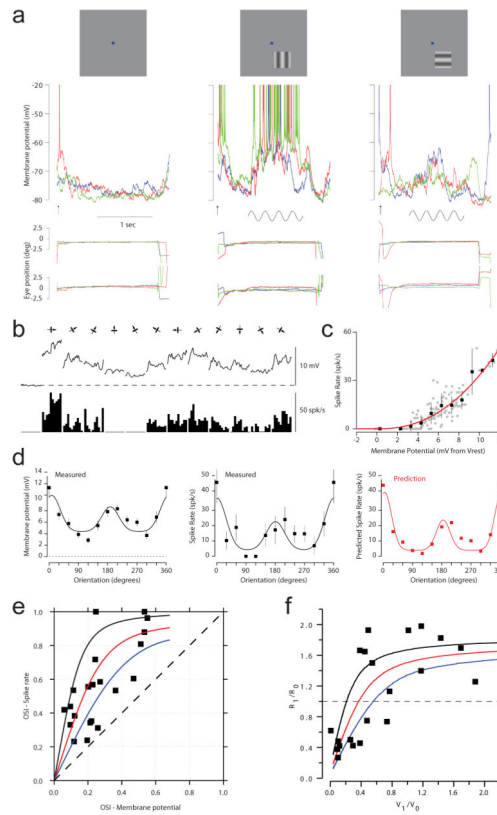 a
-20
-50
-60
-70
-80
Membrane potential (mV)
1 sec
2.5
0
-2.5
2.5
0
-2.5
Eye position (deg)
b
10 mV
50 spk/s
c
60
30
0
Spike Rate (spk/s)
-2 0 2 4 6 8 10
Membrane Potential (mV from Vrest)
d
Measured
14
12
10
8
6
4
2
0
Membrane potential (mV)
0 90 180 270 360
Orientation (degrees)
Measured
50
40
30
20
10
0
Spike Rate (spk/s)
0 90 180 270 360
Orientation (degrees)
Prediction
50
40
30
20
10
0
Predicted Spike Rate (spk/s)
0 90 180 270
Orientation (degrees)
e
1.0
0.8
0.6
0.4
0.2
0.0
OSI - Spike rate
0.0 0.2 0.4 0.6 0.8 1.0
OSI - Membrane potential
f
2.0
1.6
1.2
0.8
0.4
0
R1/R0
0 0.4 0.8 1.2 1.6 2.0
V1/V0